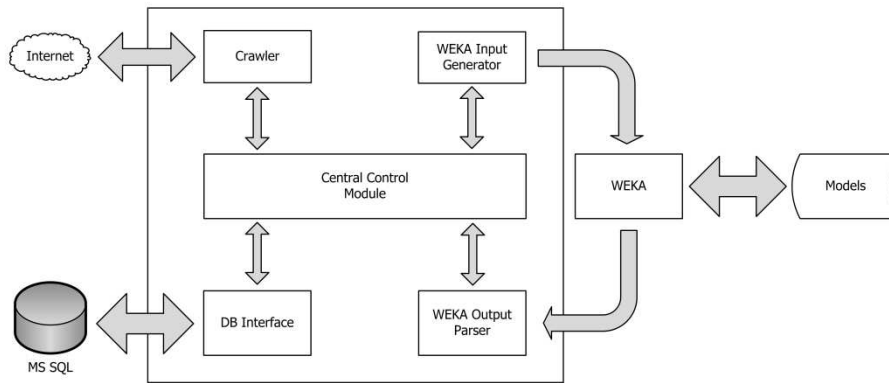 Internet
Crawler
WEKA Input
Generator
Central Control
Module
WEKA
Models
DB Interface
WEKA Output
Parser
MS SQL